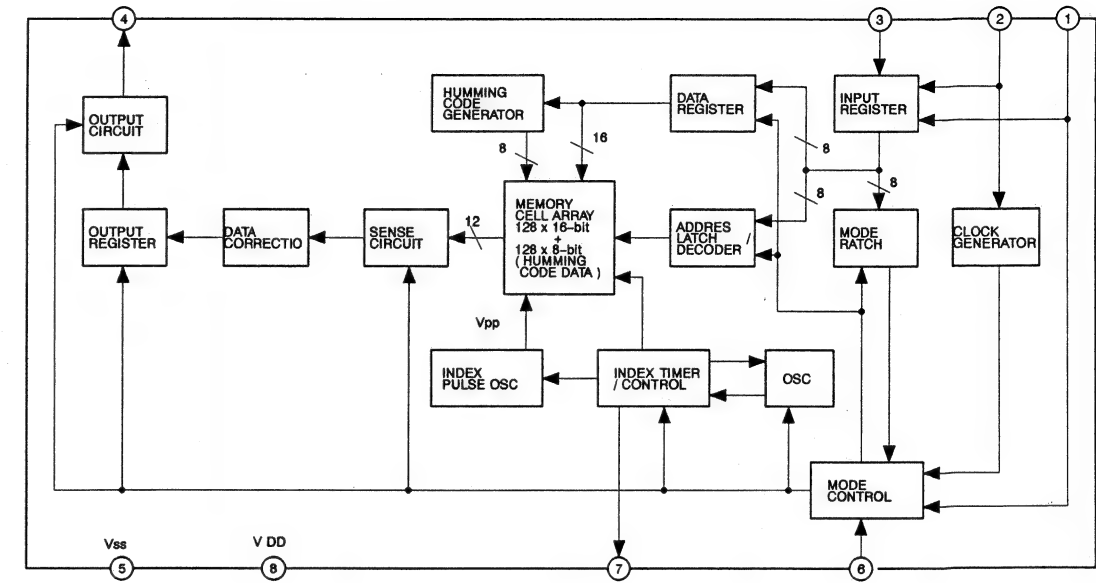 4
3
2
1
OUTPUT
CIRCUIT
HUMMING
CODE
GENERATOR
DATA
REGISTER
INPUT
REGISTER
8
16
8
8
8
OUTPUT
REGISTER
DATA
CORRECTIO
SENSE
CIRCUIT
12
MEMORY
CELL ARRAY
128 x 16-bit
+
128 x 8-bit
( HUMMING
CODE DATA )
ADDRES
LATCH /
DECODER
MODE
RATCH
CLOCK
GENERATOR
Vpp
INDEX
PULSE OSC
INDEX TIMER
/ CONTROL
OSC
MODE
CONTROL
Vss
V DD
5
8
7
6